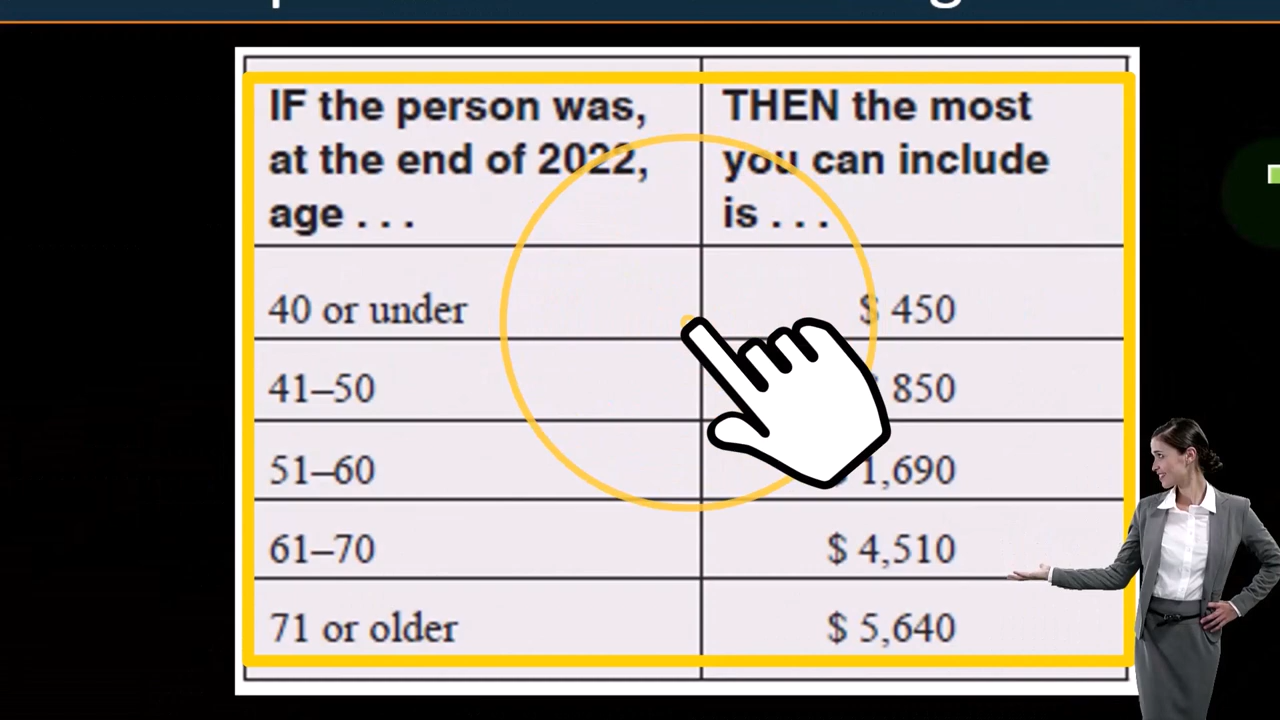 IF the person was,
at the end of 2022,
age . . .
THEN the most
you can include
is . . .
40 or under
$ 450
41–50
850
51–60
1,690
61–70
$ 4,510
71 or older
$ 5,640